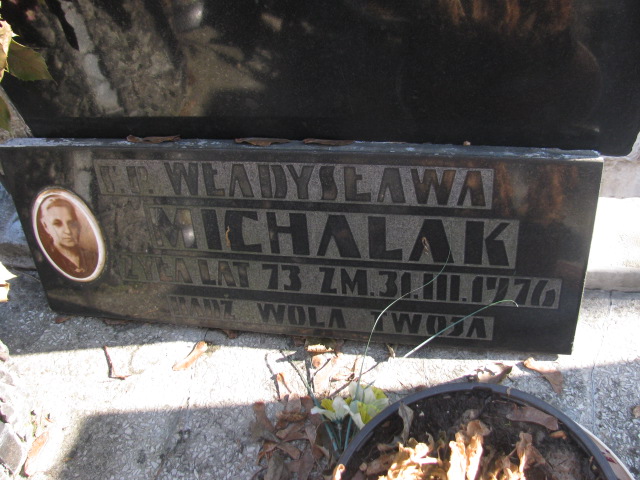 Ś. P. WŁADYSŁAWA
MICHALAK
ŻYŁA LAT 73 ZM. 31.III.1976
BĄDŹ WOLA TWOJA